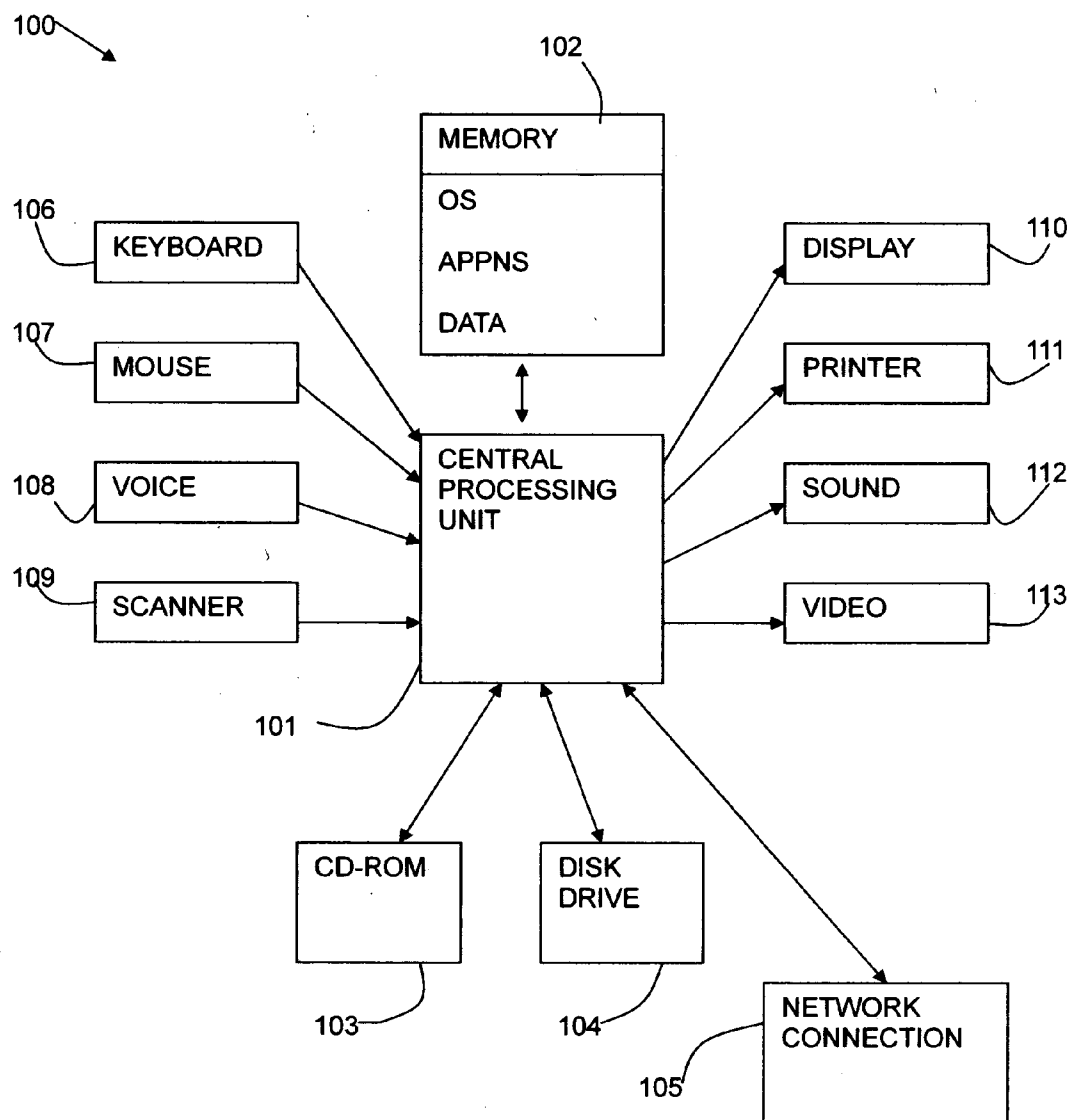 100
102
MEMORY
OS
APPNS
DATA
106
KEYBOARD
107
MOUSE
108
VOICE
109
SCANNER
110
DISPLAY
111
PRINTER
112
SOUND
113
VIDEO
CENTRAL
PROCESSING
UNIT
101
CD-ROM
103
DISK
DRIVE
104
NETWORK
CONNECTION
105